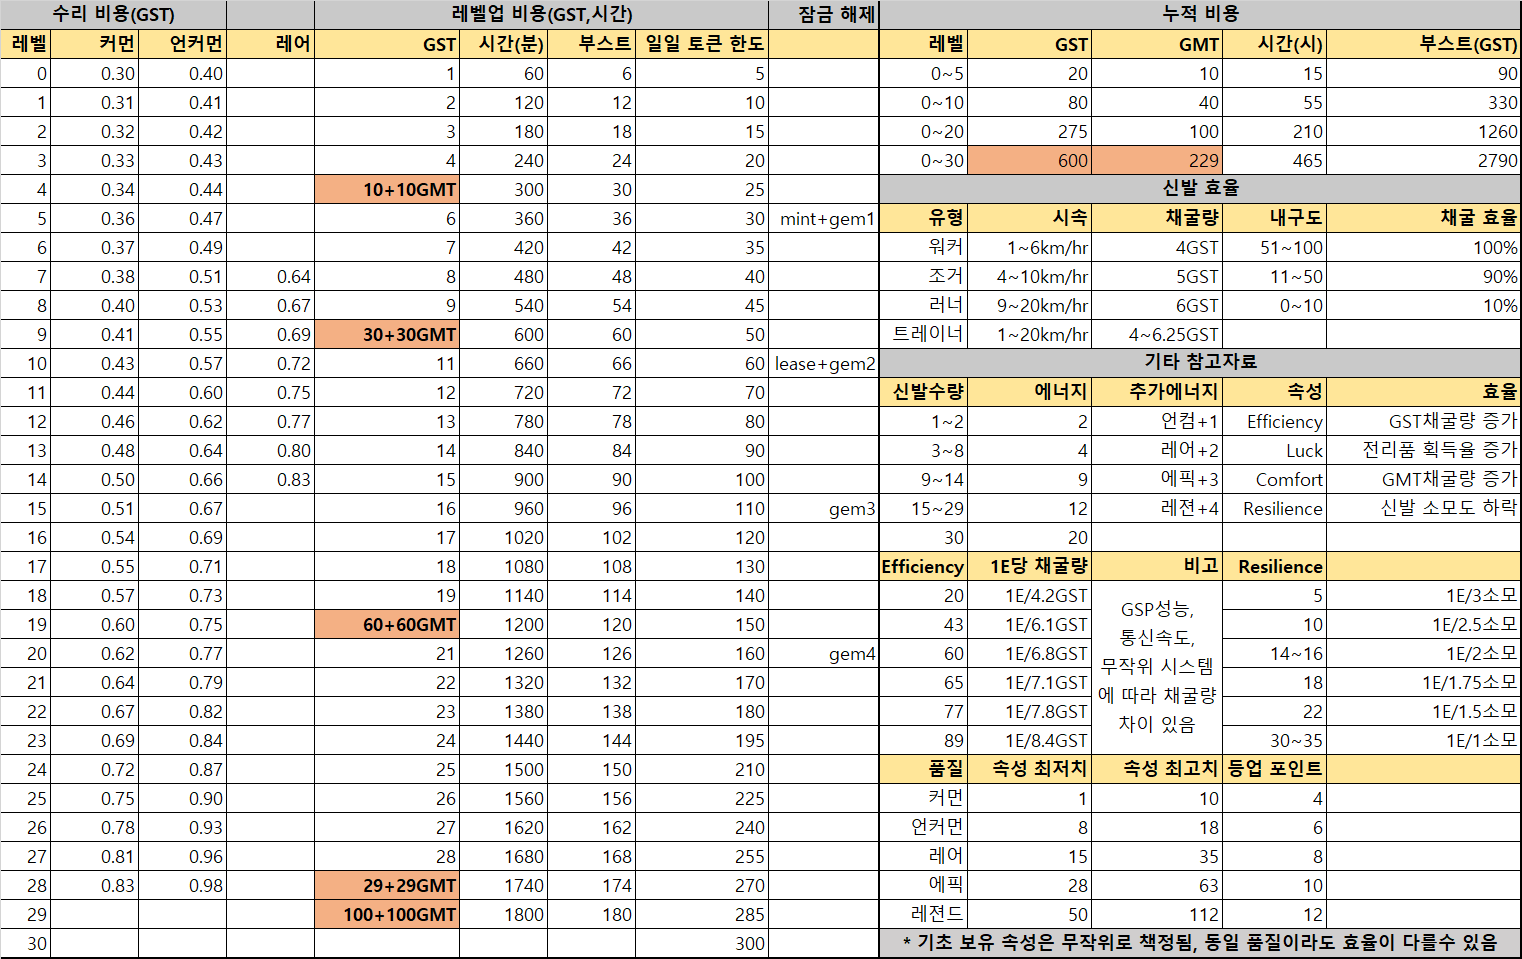 수리 비용(GST) 레벨업 비용(GST,시간) 잠금 해제
레벨 커먼 언커먼 레어 GST 시간(분) 부스트 일일 토큰 한도
0 0.30 0.40 1 60 6 5
1 0.31 0.41 2 120 12 10
2 0.32 0.42 3 180 18 15
3 0.33 0.43 4 240 24 20
4 0.34 0.44 10+10GMT 300 30 25
5 0.36 0.47 6 360 36 30 mint+gem1
6 0.37 0.49 7 420 42 35
7 0.38 0.51 0.64 8 480 48 40
8 0.40 0.53 0.67 9 540 54 45
9 0.41 0.55 0.69 30+30GMT 600 60 50
10 0.43 0.57 0.72 11 660 66 60 lease+gem2
11 0.44 0.60 0.75 12 720 72 70
12 0.46 0.62 0.77 13 780 78 80
13 0.48 0.64 0.80 14 840 84 90
14 0.50 0.66 0.83 15 900 90 100
15 0.51 0.67 16 960 96 110 gem3
16 0.54 0.69 17 1020 102 120
17 0.55 0.71 18 1080 108 130
18 0.57 0.73 19 1140 114 140
19 0.60 0.75 60+60GMT 1200 120 150
20 0.62 0.77 21 1260 126 160 gem4
21 0.64 0.79 22 1320 132 170
22 0.67 0.82 23 1380 138 180
23 0.69 0.84 24 1440 144 195
24 0.72 0.87 25 1500 150 210
25 0.75 0.90 26 1560 156 225
26 0.78 0.93 27 1620 162 240
27 0.81 0.96 28 1680 168 255
28 0.83 0.98 29+29GMT 1740 174 270
29 100+100GMT 1800 180 285
30 300
누적 비용
레벨 GST GMT 시간(시) 부스트(GST)
0~5 20 10 15 90
0~10 80 40 55 330
0~20 275 100 210 1260
0~30 600 229 465 2790
신발 효율
유형 시속 채굴량 내구도 채굴 효율
워커 1~6km/hr 4GST 51~100 100%
조거 4~10km/hr 5GST 11~50 90%
러너 9~20km/hr 6GST 0~10 10%
트레이너 1~20km/hr 4~6.25GST
기타 참고자료
신발수량 에너지 추가에너지 속성 효율
1~2 2 언컴+1 Efficiency GST채굴량 증가
3~8 4 레어+2 Luck 전리품 획득율 증가
9~14 9 에픽+3 Comfort GMT채굴량 증가
15~29 12 레젼+4 Resilience 신발 소모도 하락
30 20
Efficiency 1E당 채굴량 비고 Resilience
20 1E/4.2GST 5 1E/3소모
43 1E/6.1GST 10 1E/2.5소모
60 1E/6.8GST 14~16 1E/2소모
65 1E/7.1GST 18 1E/1.75소모
77 1E/7.8GST 22 1E/1.5소모
89 1E/8.4GST 30~35 1E/1소모
GSP성능,
통신속도,
무작위 시스템
에 따라 채굴량
차이 있음
품질 속성 최저치 속성 최고치 등업 포인트
커먼 1 10 4
언커먼 8 18 6
레어 15 35 8
에픽 28 63 10
레젼드 50 112 12
* 기초 보유 속성은 무작위로 책정됨, 동일 품질이라도 효율이 다를수 있음